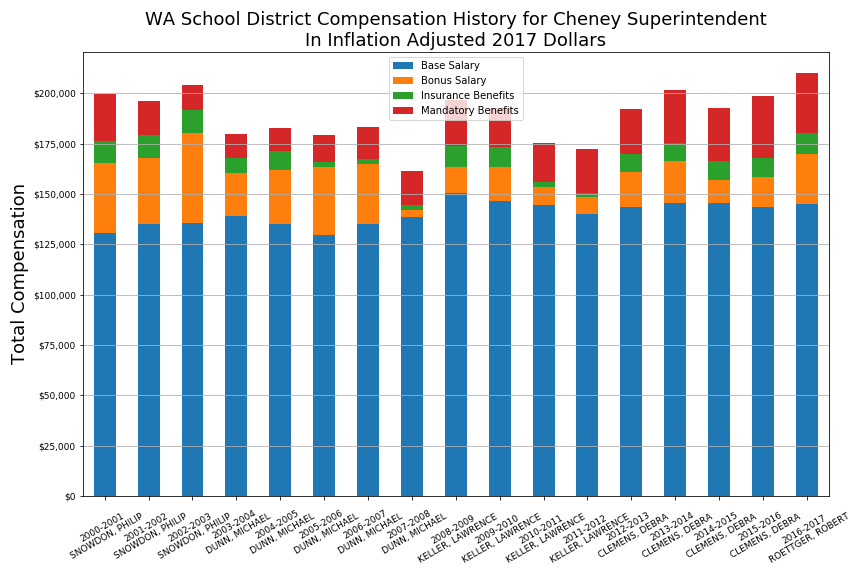 WA School District Compensation History for Cheney Superintendent
In Inflation Adjusted 2017 Dollars
Base Salary
Bonus Salary
Insurance Benefits
Mandatory Benefits
Total Compensation
$200,000
$175,000
$150,000
$125,000
$100,000
$75,000
$50,000
$25,000
$0
2000-2001
SNOWDON, PHILIP
2001-2002
SNOWDON, PHILIP
2002-2003
SNOWDON, PHILIP
2003-2004
DUNN, MICHAEL
2004-2005
DUNN, MICHAEL
2005-2006
DUNN, MICHAEL
2006-2007
DUNN, MICHAEL
2007-2008
DUNN, MICHAEL
2008-2009
KELLER, LAWRENCE
2009-2010
KELLER, LAWRENCE
2010-2011
KELLER, LAWRENCE
2011-2012
KELLER, LAWRENCE
2012-2013
CLEMENS, DEBRA
2013-2014
CLEMENS, DEBRA
2014-2015
CLEMENS, DEBRA
2015-2016
CLEMENS, DEBRA
2016-2017
ROETTGER, ROBERT